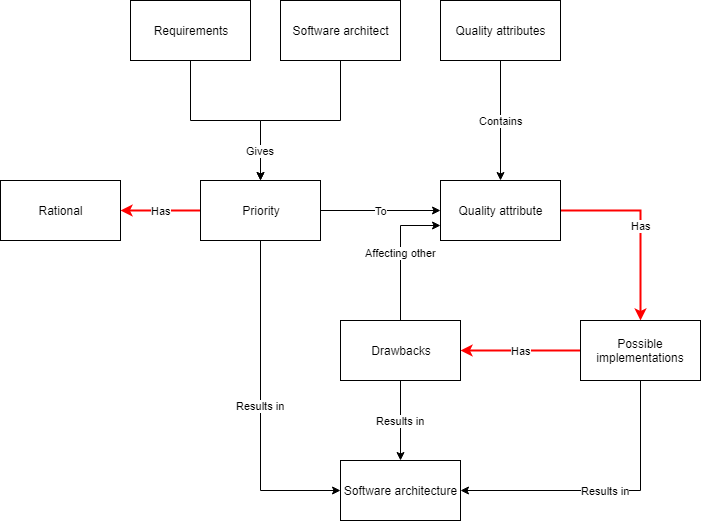 Requirements
Software architect
Quality attributes
Contains
Gives
Rational
Has
Priority
To
Quality attribute
Has
Affecting other
Drawbacks
Has
Possible
implementations
Results in
Results in
Software architecture
Results in